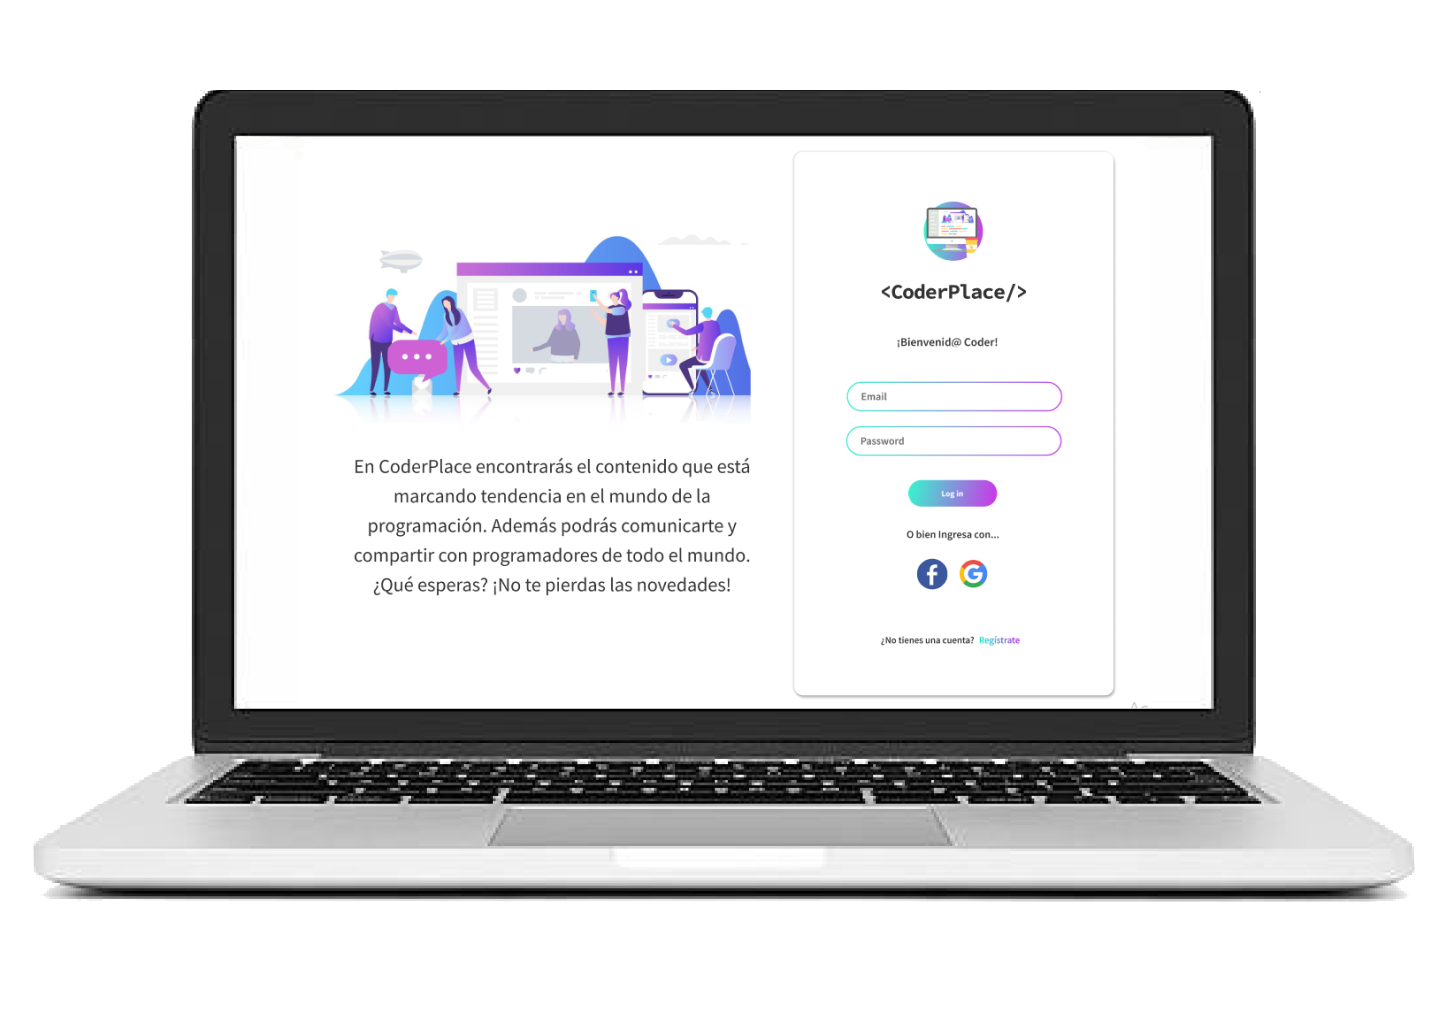 En CoderPlace encontrarás el contenido que está
marcando tendencia en el mundo de la
programación. Además podrás comunicarte y
compartir con programadores de todo el mundo.
¿Qué esperas? ¡No te pierdas las novedades!
<CoderPlace/>
¡Bienvenid@ Coder!
Email
Password
Log in
O bien Ingresa con...
f G
¿No tienes una cuenta? Regístrate